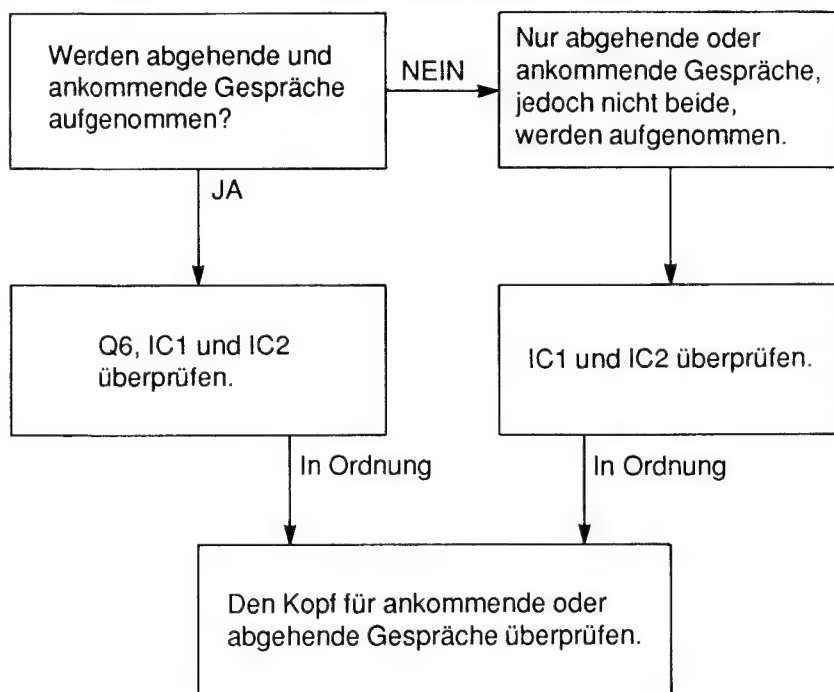 Werden abgehende und
ankommende Gespräche
aufgenommen?
NEIN
Nur abgehende oder
ankommende Gespräche,
jedoch nicht beide,
werden aufgenommen.
JA
Q6, IC1 und IC2
überprüfen.
IC1 und IC2 überprüfen.
In Ordnung
In Ordnung
Den Kopf für ankommende oder
abgehende Gespräche überprüfen.